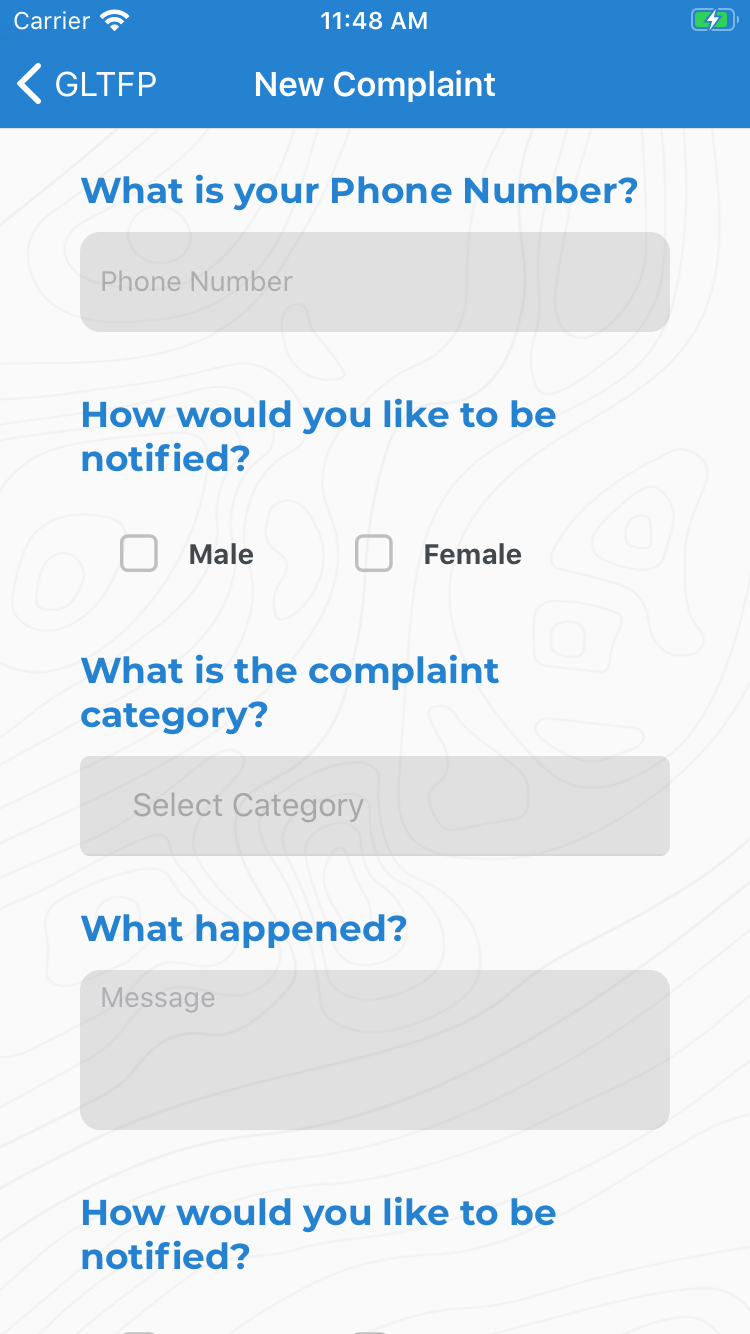 Carrier 11:48 AM
GLTFP New Complaint
What is your Phone Number?
Phone Number
How would you like to be
notified?
Male Female
What is the complaint
category?
Select Category
What happened?
Message
How would you like to be
notified?